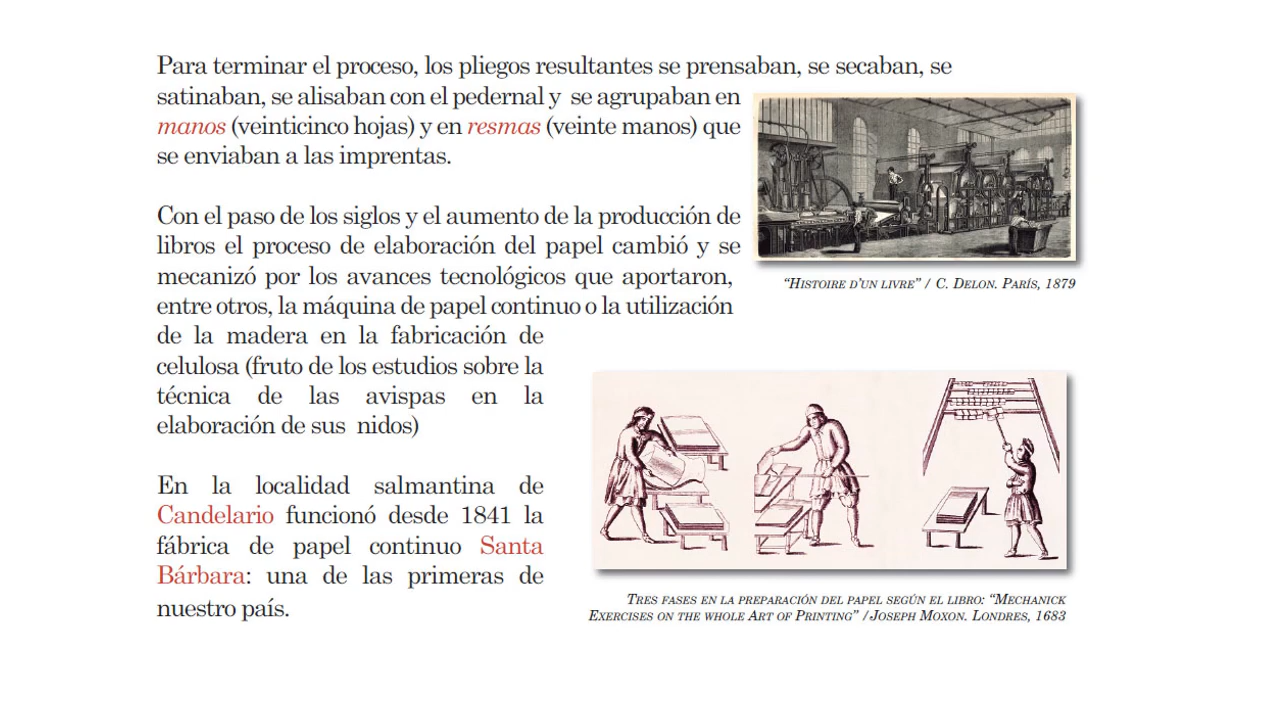 Para terminar el proceso, los pliegos resultantes se prensaban, se secaban, se
satinaban, se alisaban con el pedernal y se agrupaban en
manos (veinticinco hojas) y en resmas (veinte manos) que
se enviaban a las imprentas.
Con el paso de los siglos y el aumento de la producción de
libros el proceso de elaboración del papel cambió y se
mecanizó por los avances tecnológicos que aportaron,
entre otros, la máquina de papel continuo o la utilización
de la madera en la fabricación de
celulosa (fruto de los estudios sobre la
técnica de las avispas en la
elaboración de sus nidos)
En la localidad salmantina de
Candelario funcionó desde 1841 la
fábrica de papel continuo Santa
Bárbara: una de las primeras de
nuestro país.
"Histoire d'un livre" / C. Delon. París, 1879
Tres fases en la preparación del papel según el libro: "Mechanick
Exercises on the whole Art of Printing" /Joseph Moxon. Londres, 1683